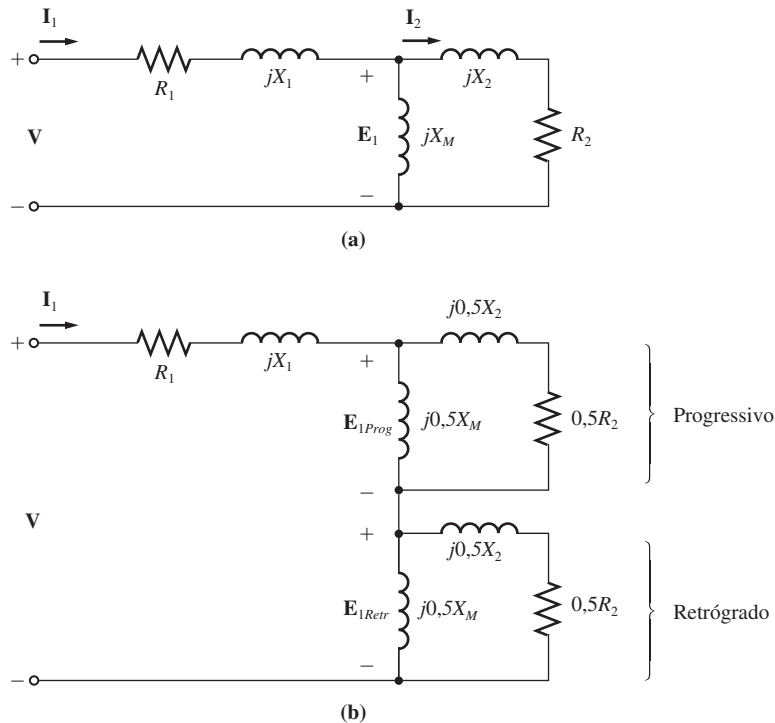 I1 I2
+ R1 jX1 + jX2
V E1 jXM R2
− −
(a)
I1 j0,5X2
+ R1 jX1 +
E1Prog j0,5XM 0,5R2 Progressivo
−
V + j0,5X2
E1Retr j0,5XM 0,5R2 Retrógrado
− −
(b)